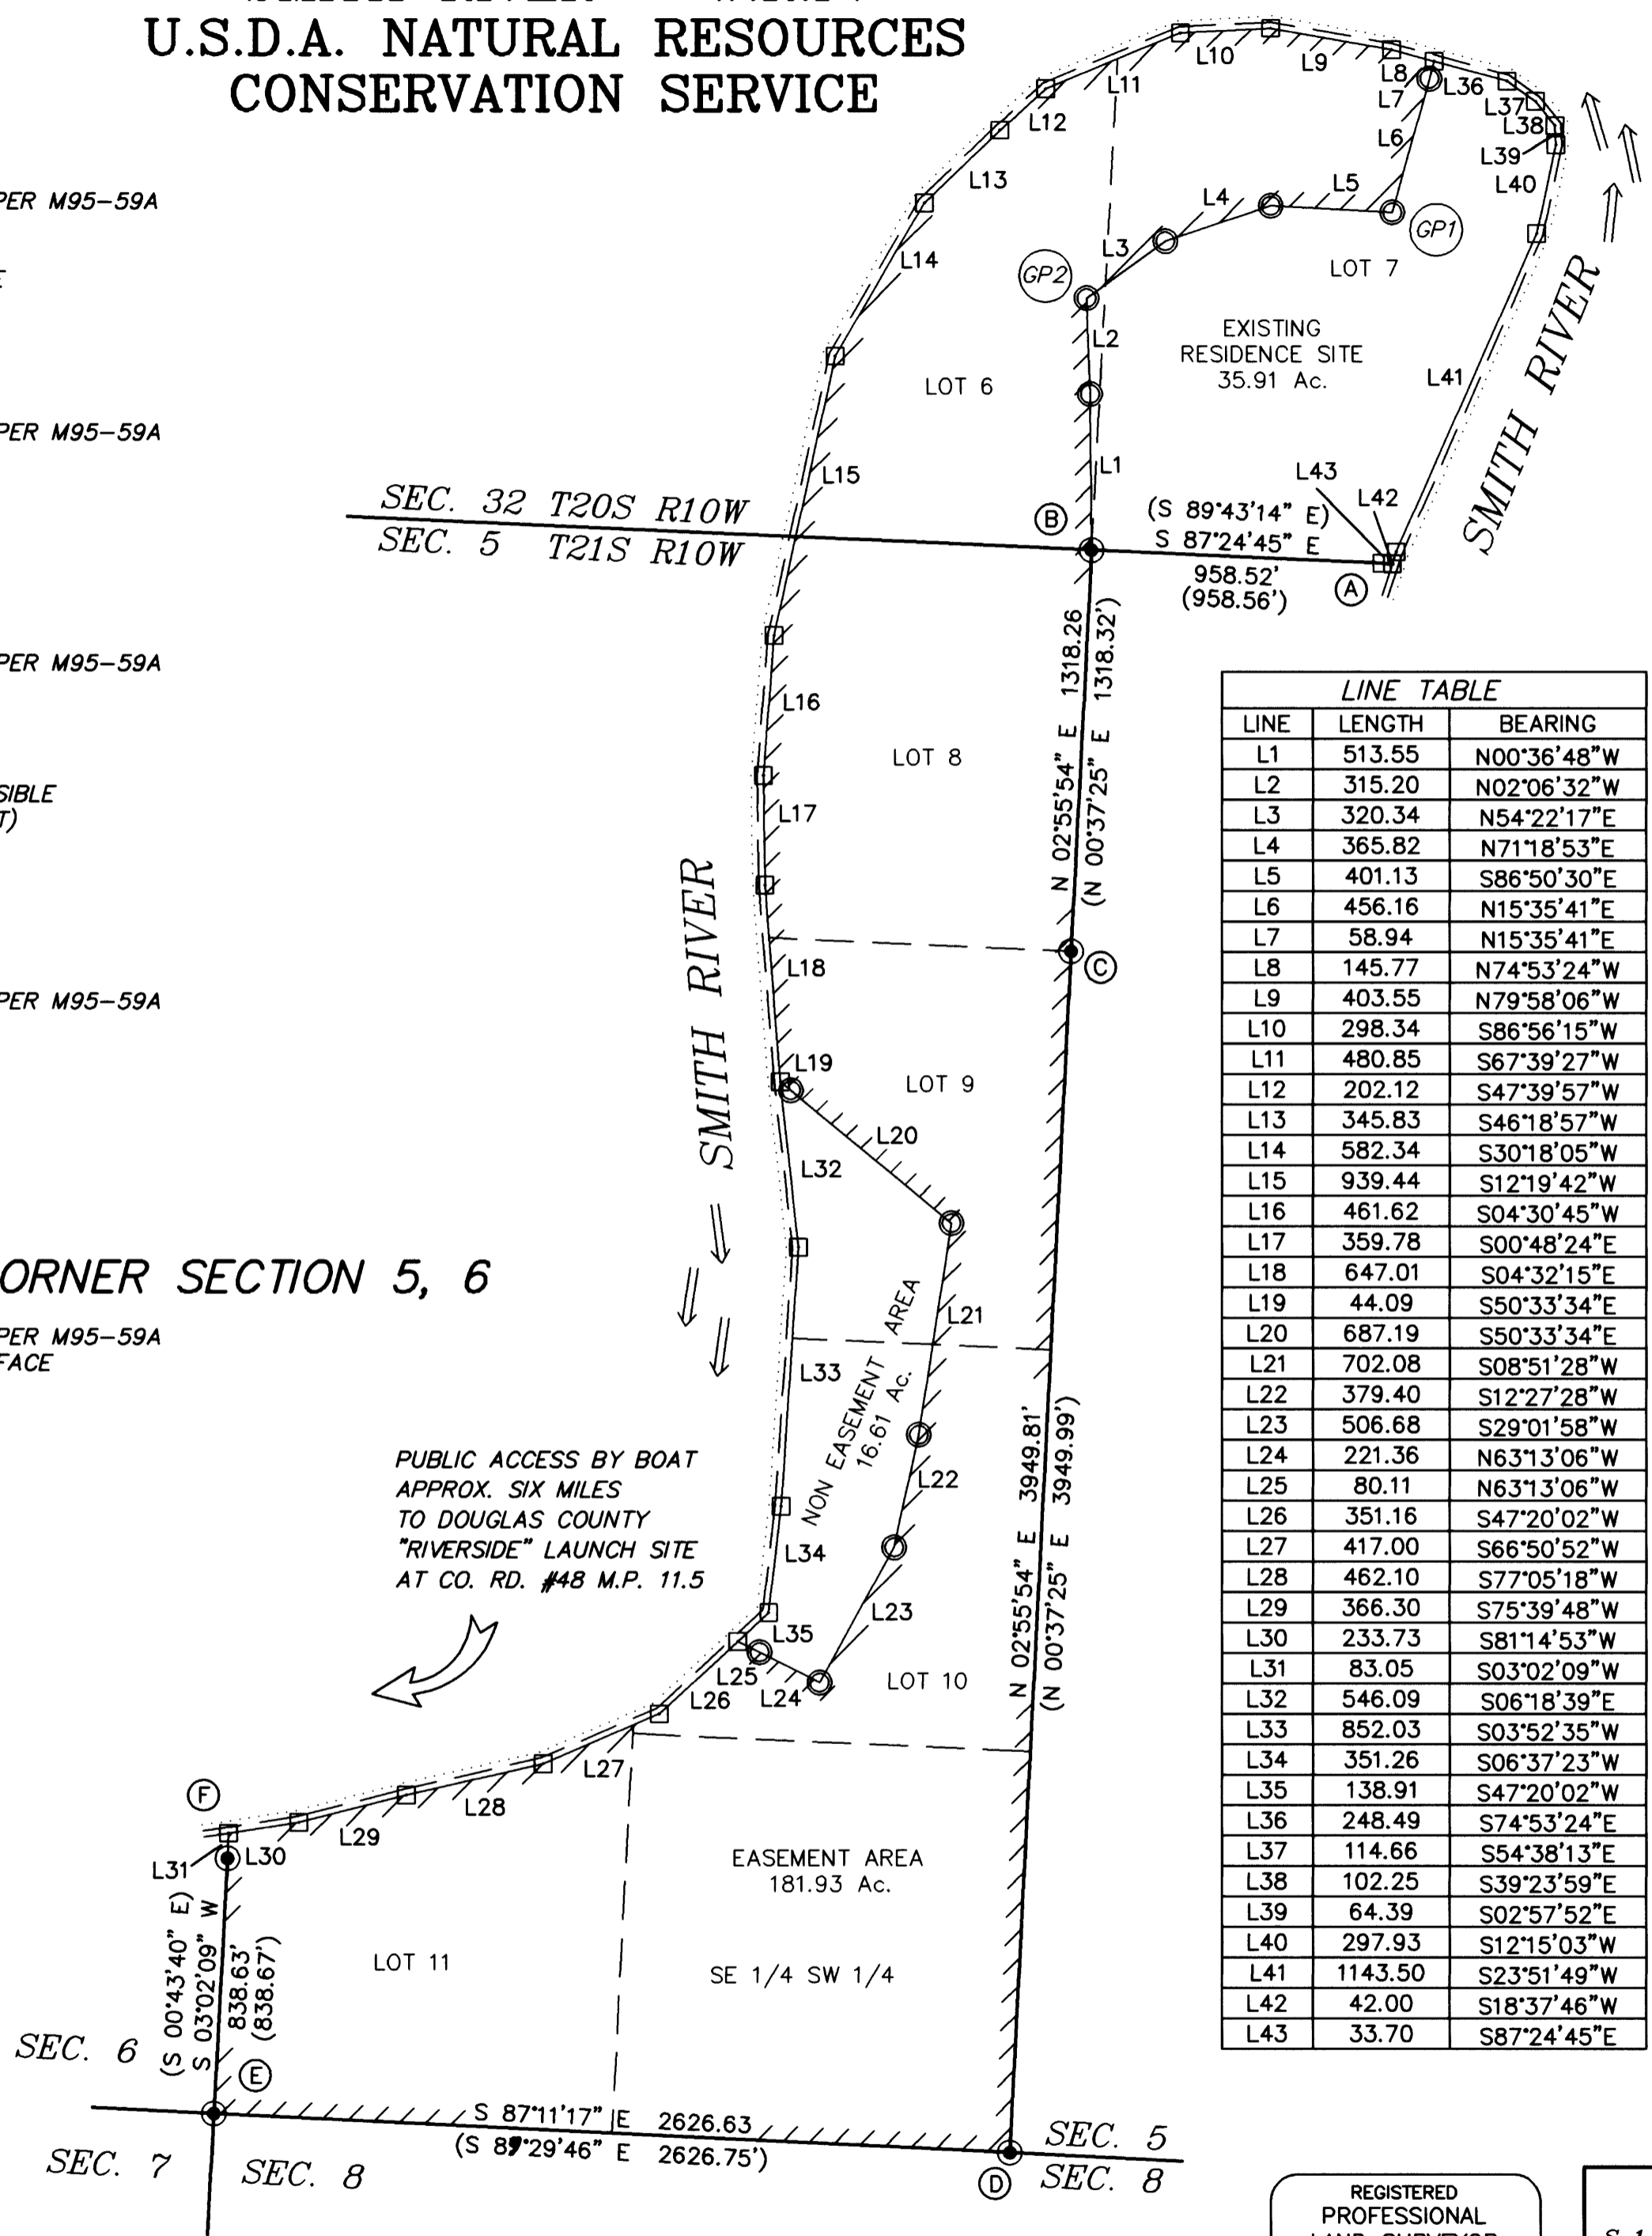 U.S.D.A. NATURAL RESOURCES
CONSERVATION SERVICE
PER M95-59A
PER M95-59A
PER M95-59A
SIBLE
T)
PER M95-59A
ORNER SECTION 5, 6
PER M95-59A
FACE
L10
L9
L8
L11
L7
L36
L37
L38
L39
L40
L12
L6
L13
L4
L5
L3
GP1
GP2
L14
LOT 7
SMITH RIVER
L2
EXISTING
RESIDENCE SITE
35.91 Ac.
LOT 6
L41
L1
L43
L42
L15
SEC. 32 T20S R10W
SEC. 5 T21S R10W
B
(S 89°43'14" E)
S 87°24'45" E
958.52'
(958.56')
A
N 02°55'54" E 1318.26
(N 00°37'25" E 1318.32')
L16
LOT 8
L17
SMITH RIVER
L18
C
L19
LOT 9
L20
L32
L21
L33
NON EASEMENT AREA
16.61 Ac.
L22
N 02°55'54" E 3949.81'
(N 00°37'25" E 3949.99')
PUBLIC ACCESS BY BOAT
APPROX. SIX MILES
TO DOUGLAS COUNTY
"RIVERSIDE" LAUNCH SITE
AT CO. RD. #48 M.P. 11.5
L34
L23
L35
L25
L24
L26
LOT 10
L27
F
L28
L29
L31
L30
EASEMENT AREA
181.93 Ac.
(S 00°43'40" E)
S 03°02'09" W
838.63'
(838.67')
LOT 11
SE 1/4 SW 1/4
SEC. 6
E
S 87°11'17" E 2626.63
(S 89°29'46" E 2626.75')
SEC. 5
SEC. 7
SEC. 8
D
SEC. 8
LINE TABLE
LINE LENGTH BEARING
L1 513.55 N00°36'48"W
L2 315.20 N02°06'32"W
L3 320.34 N54°22'17"E
L4 365.82 N71°18'53"E
L5 401.13 S86°50'30"E
L6 456.16 N15°35'41"E
L7 58.94 N15°35'41"E
L8 145.77 N74°53'24"W
L9 403.55 N79°58'06"W
L10 298.34 S86°56'15"W
L11 480.85 S67°39'27"W
L12 202.12 S47°39'57"W
L13 345.83 S46°18'57"W
L14 582.34 S30°18'05"W
L15 939.44 S12°19'42"W
L16 461.62 S04°30'45"W
L17 359.78 S00°48'24"E
L18 647.01 S04°32'15"E
L19 44.09 S50°33'34"E
L20 687.19 S50°33'34"E
L21 702.08 S08°51'28"W
L22 379.40 S12°27'28"W
L23 506.68 S29°01'58"W
L24 221.36 N63°13'06"W
L25 80.11 N63°13'06"W
L26 351.16 S47°20'02"W
L27 417.00 S66°50'52"W
L28 462.10 S77°05'18"W
L29 366.30 S75°39'48"W
L30 233.73 S81°14'53"W
L31 83.05 S03°02'09"W
L32 546.09 S06°18'39"E
L33 852.03 S03°52'35"W
L34 351.26 S06°37'23"W
L35 138.91 S47°20'02"W
L36 248.49 S74°53'24"E
L37 114.66 S54°38'13"E
L38 102.25 S39°23'59"E
L39 64.39 S02°57'52"E
L40 297.93 S12°15'03"W
L41 1143.50 S23°51'49"W
L42 42.00 S18°37'46"W
L43 33.70 S87°24'45"E
REGISTERED
PROFESSIONAL